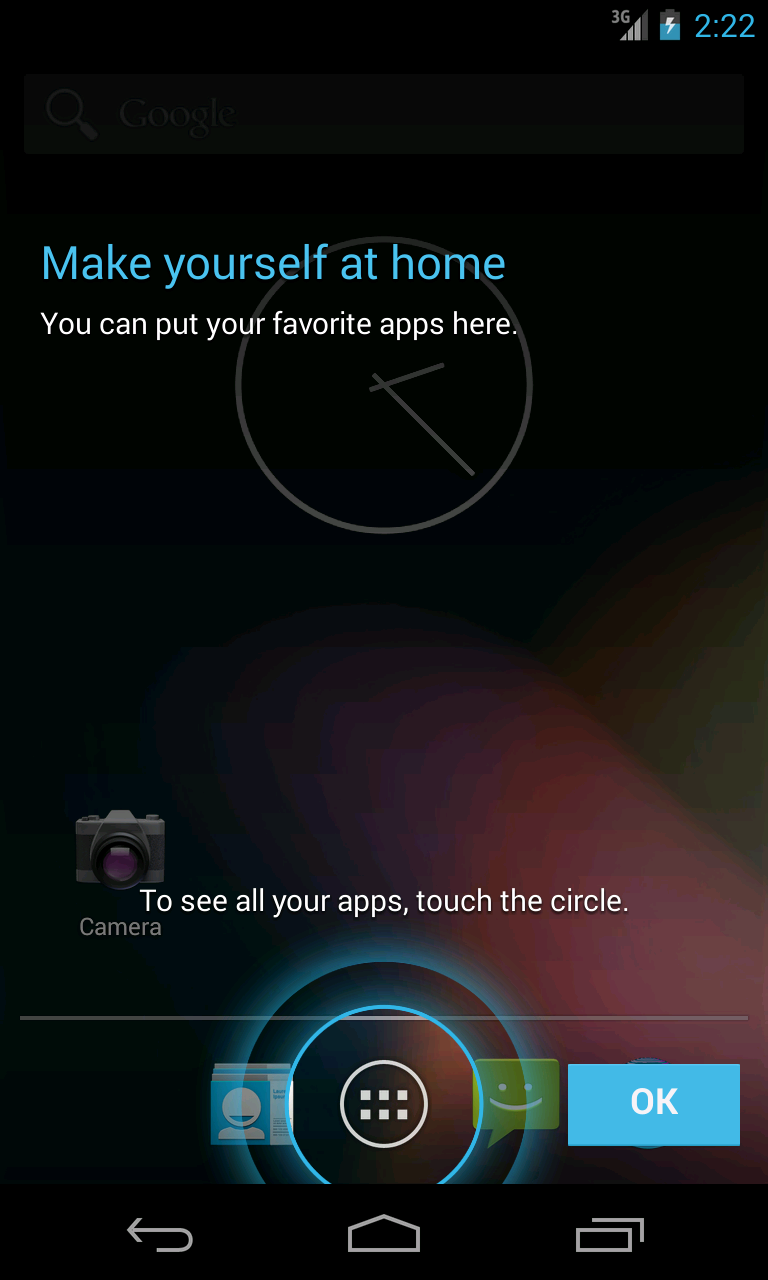 3G 2:22
Google
Make yourself at home
You can put your favorite apps here.
To see all your apps, touch the circle.
Camera
OK